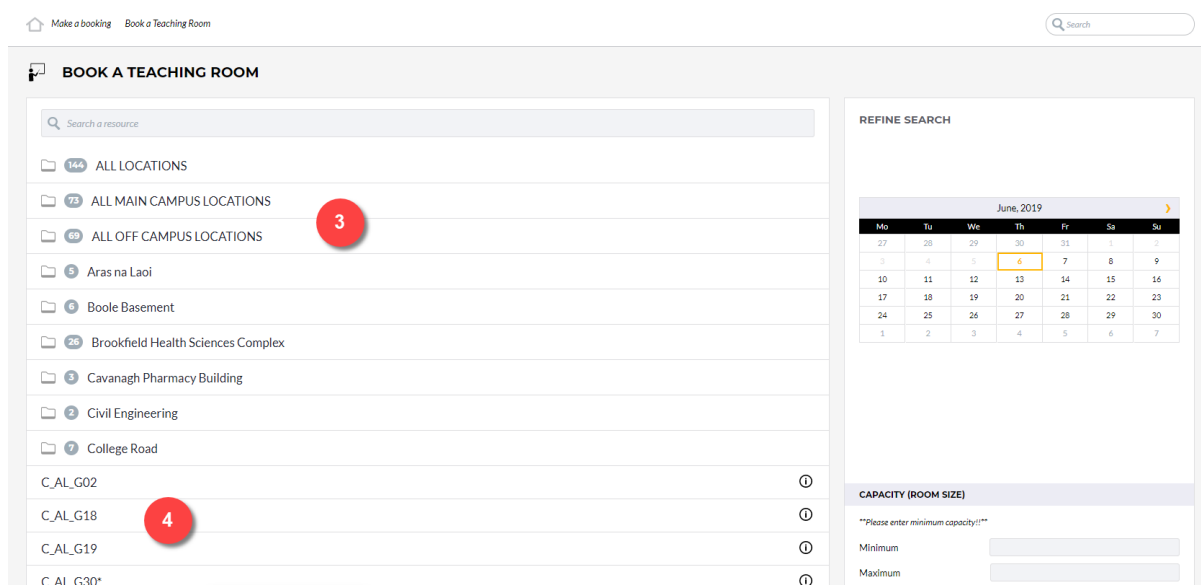 Make a booking Book a Teaching Room
Search
BOOK A TEACHING ROOM
Search a resource
144 ALL LOCATIONS
73 ALL MAIN CAMPUS LOCATIONS
3
69 ALL OFF CAMPUS LOCATIONS
5 Aras na Laoi
6 Boole Basement
26 Brookfield Health Sciences Complex
3 Cavanagh Pharmacy Building
2 Civil Engineering
7 College Road
C_AL_G02
C_AL_G18
4
C_AL_G19
C_AL_G30*
REFINE SEARCH
June, 2019
Mo Tu We Th Fr Sa Su
27 28 29 30 31 1 2
3 4 5 6 7 8 9
10 11 12 13 14 15 16
17 18 19 20 21 22 23
24 25 26 27 28 29 30
1 2 3 4 5 6 7
CAPACITY (ROOM SIZE)
**Please enter minimum capacity!!**
Minimum
Maximum